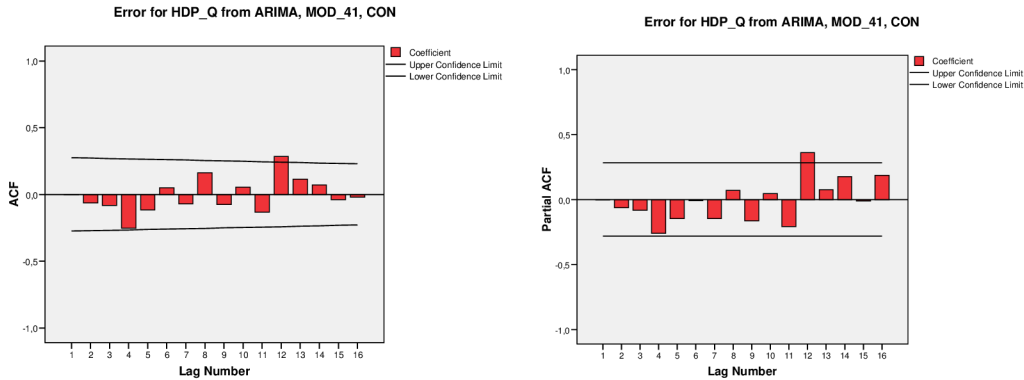 Error for HDP_Q from ARIMA, MOD_41, CON
Coefficient
Upper Confidence Limit
Lower Confidence Limit
1,0
0,5
0,0
-0,5
-1,0
ACF
1 2 3 4 5 6 7 8 9 10 11 12 13 14 15 16
Lag Number
Error for HDP_Q from ARIMA, MOD_41, CON
Coefficient
Upper Confidence Limit
Lower Confidence Limit
1,0
0,5
0,0
-0,5
-1,0
Partial ACF
1 2 3 4 5 6 7 8 9 10 11 12 13 14 15 16
Lag Number